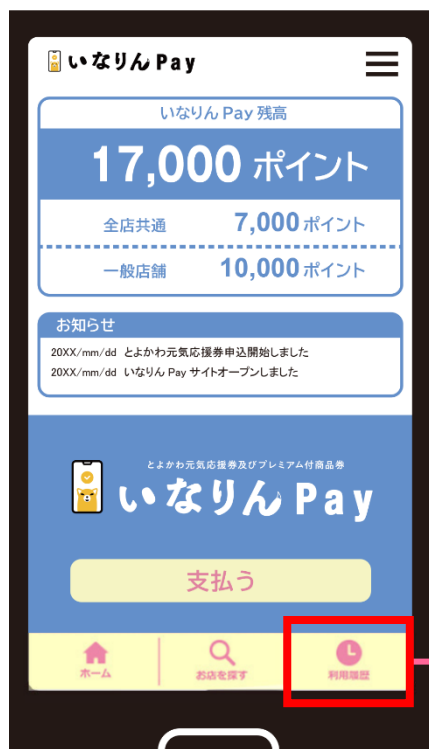 いなりん Pay
いなりん Pay 残高
17,000 ポイント
全店共通 7,000 ポイント
一般店舗 10,000 ポイント
お知らせ
20XX/mm/dd とよかわ元気応援券申込開始しました
20XX/mm/dd いなりん Pay サイトオープンしました
とよかわ元気応援券及びプレミアム付商品券
いなりん Pay
支払う
ホーム お店を探す 利用履歴